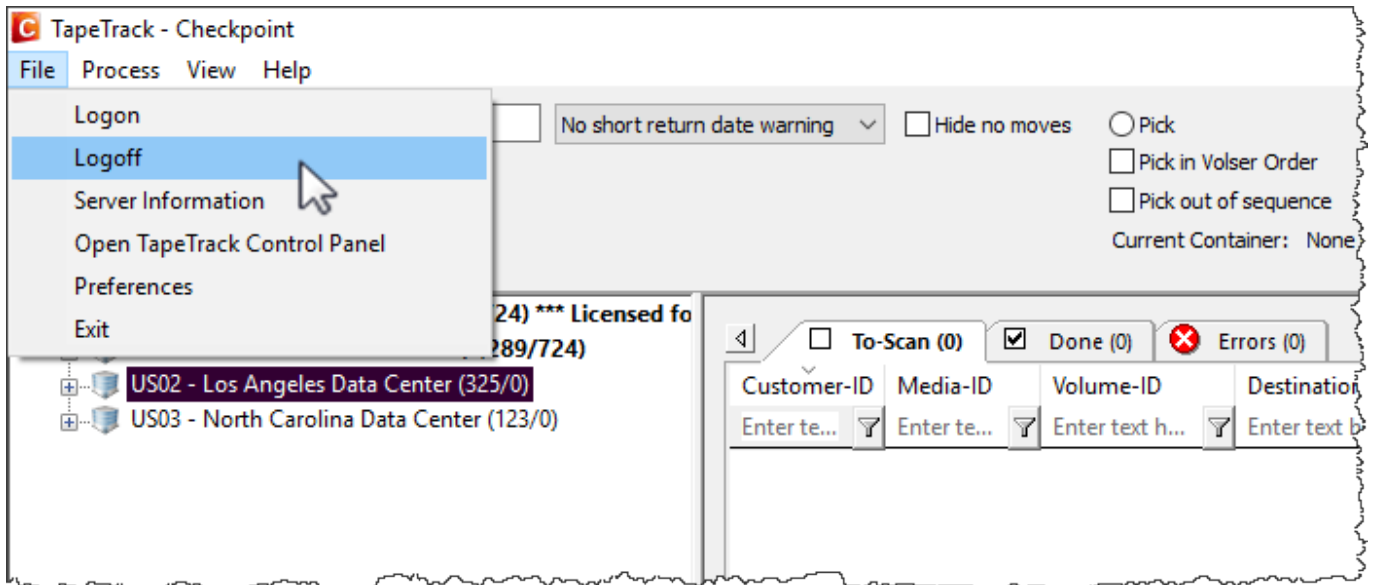 TapeTrack - Checkpoint
File Process View Help
Logon
Logoff
Server Information
Open TapeTrack Control Panel
Preferences
Exit
No short return date warning
Hide no moves
Pick
Pick in Volser Order
Pick out of sequence
Current Container: None
24) *** Licensed fo
289/724)
US02 - Los Angeles Data Center (325/0)
US03 - North Carolina Data Center (123/0)
To-Scan (0) Done (0) Errors (0)
Customer-ID Media-ID Volume-ID Destination
Enter te... Enter te... Enter text h... Enter text